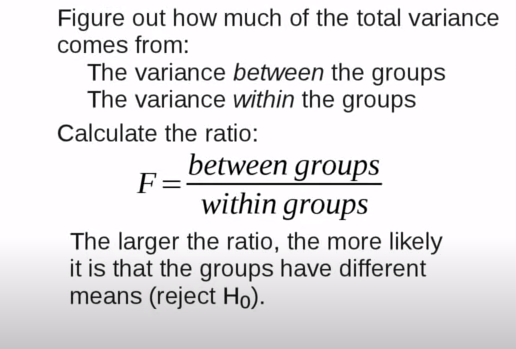 Figure out how much of the total variance
comes from:
The variance between the groups
The variance within the groups
Calculate the ratio:
F = between groups / within groups
The larger the ratio, the more likely
it is that the groups have different
means (reject H₀).